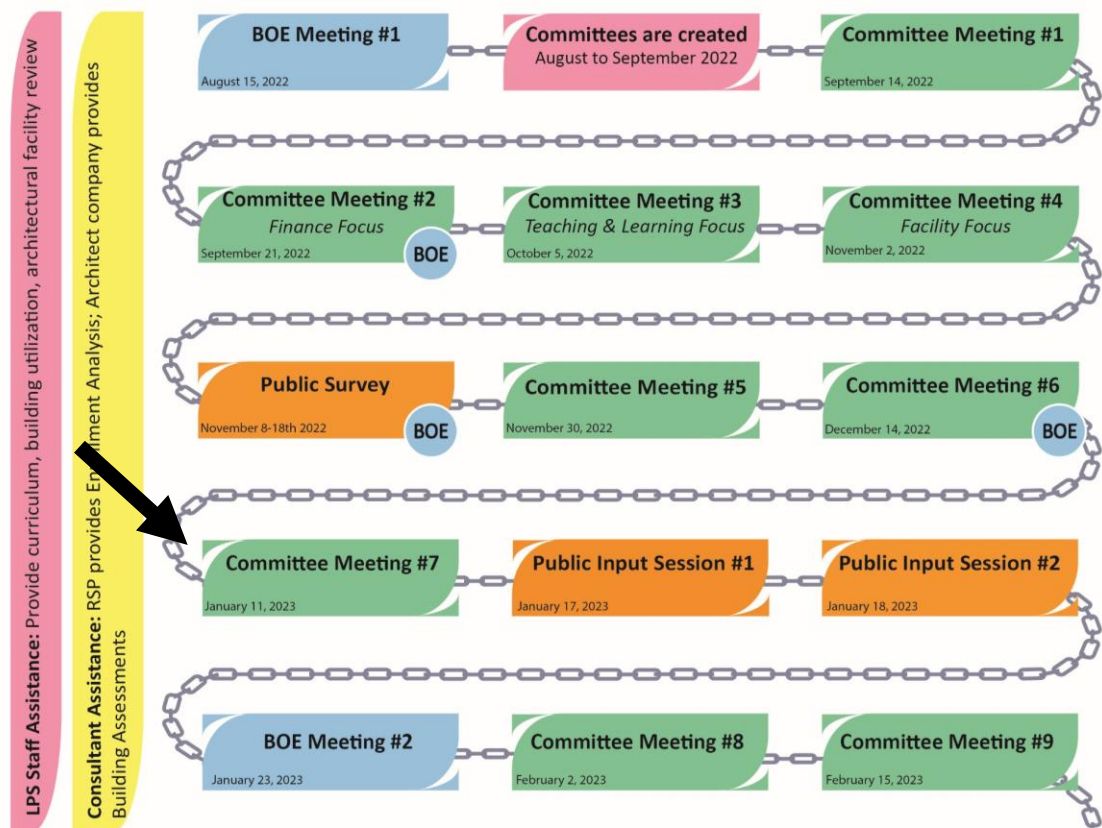 LPS Staff Assistance: Provide curriculum, building utilization, architectural facility review
Consultant Assistance: RSP provides Enrollment Analysis; Architect company provides
Building Assessments
BOE Meeting #1
August 15, 2022
Committees are created
August to September 2022
Committee Meeting #1
September 14, 2022
Committee Meeting #2
Finance Focus
September 21, 2022
BOE
Committee Meeting #3
Teaching & Learning Focus
October 5, 2022
Committee Meeting #4
Facility Focus
November 2, 2022
Public Survey
November 8-18th 2022
BOE
Committee Meeting #5
November 30, 2022
Committee Meeting #6
December 14, 2022
BOE
Committee Meeting #7
January 11, 2023
Public Input Session #1
January 17, 2023
Public Input Session #2
January 18, 2023
BOE Meeting #2
January 23, 2023
Committee Meeting #8
February 2, 2023
Committee Meeting #9
February 15, 2023